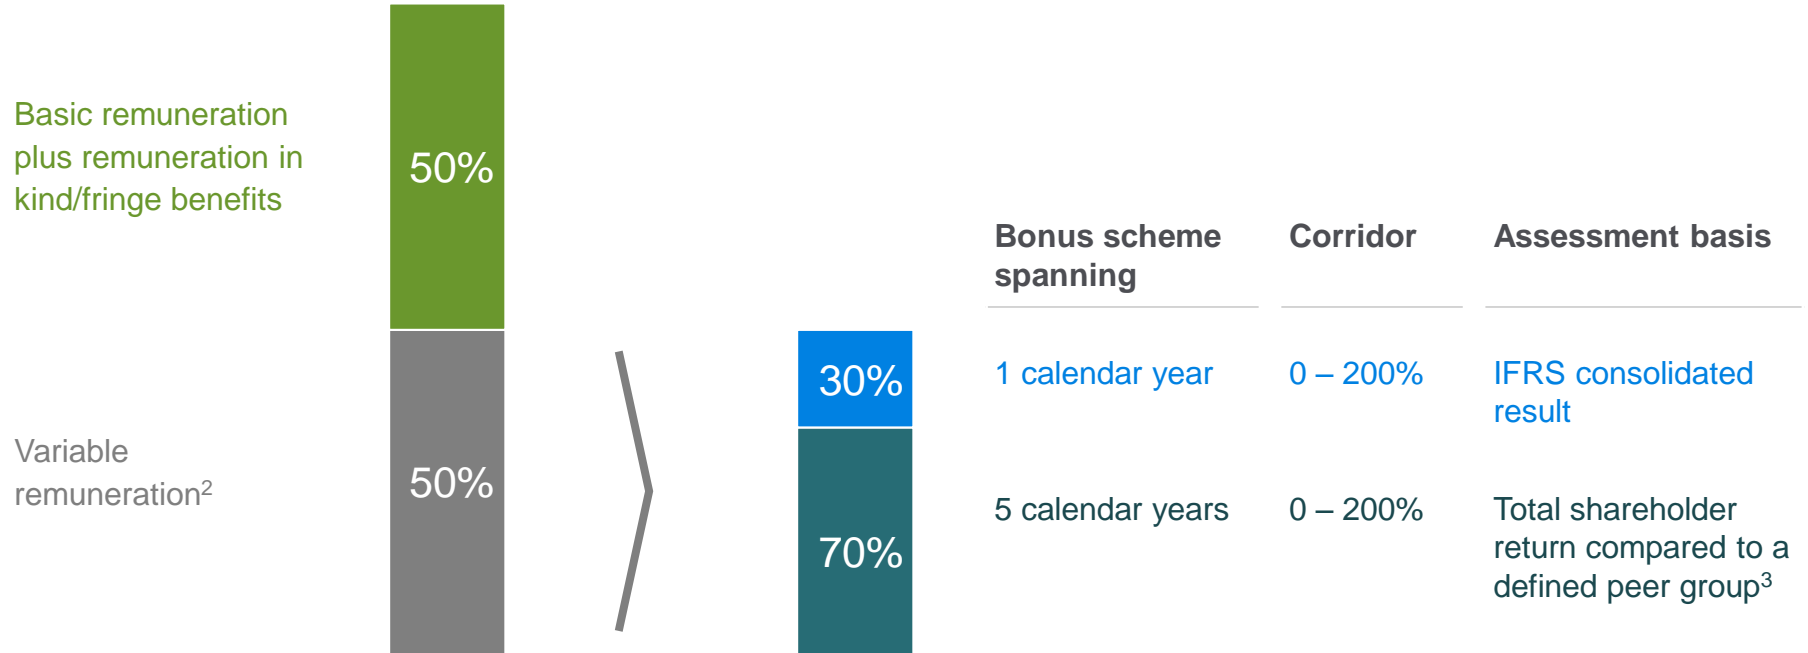 Basic remuneration
plus remuneration in
kind/fringe benefits
50%
Variable
remuneration²
50%
30%
70%
Bonus scheme
spanning
Corridor
Assessment basis
1 calendar year
0 – 200%
IFRS consolidated
result
5 calendar years
0 – 200%
Total shareholder
return compared to a
defined peer group³